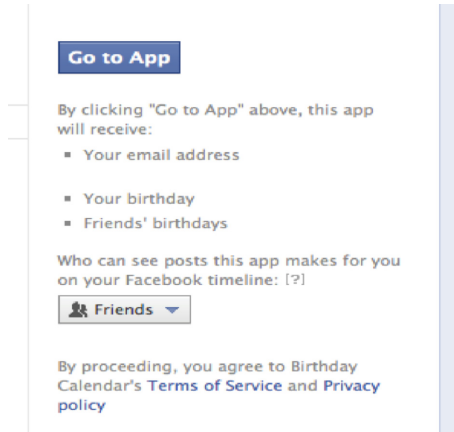 Go to App
By clicking "Go to App" above, this app
will receive:
▪ Your email address
▪ Your birthday
▪ Friends' birthdays
Who can see posts this app makes for you
on your Facebook timeline: [?]
Friends
By proceeding, you agree to Birthday
Calendar's Terms of Service and Privacy
policy